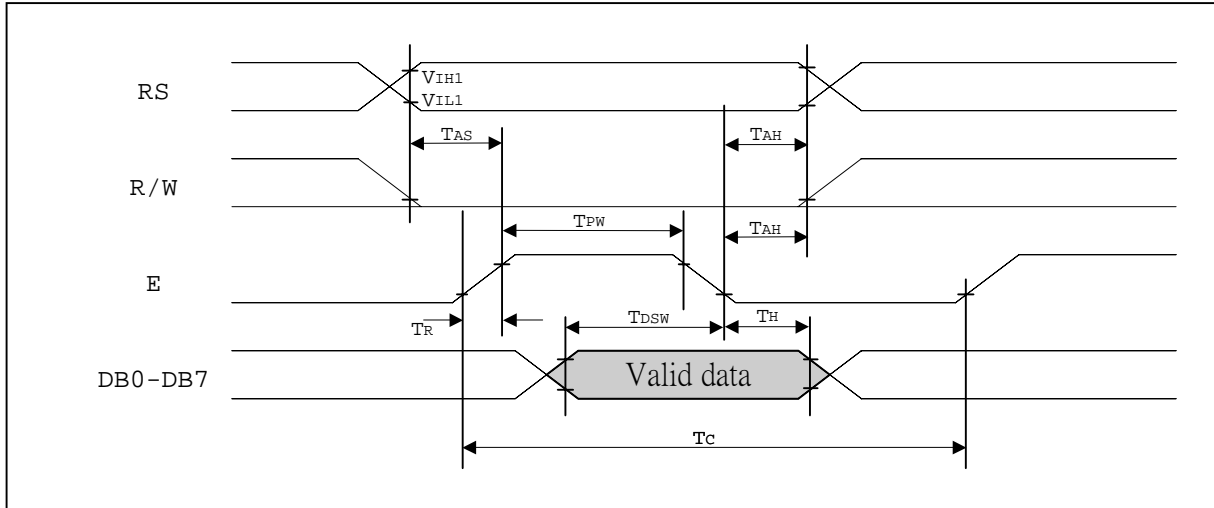 RS
VIH1
VIL1
TAS
TAH
R/W
TPW
TAH
E
TR
TDSW
TH
DB0-DB7
Valid data
TC